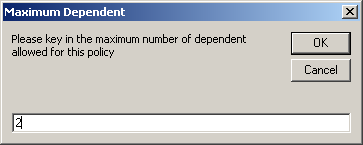 Maximum Dependent
Please key in the maximum number of dependent
allowed for this policy
OK
Cancel
2